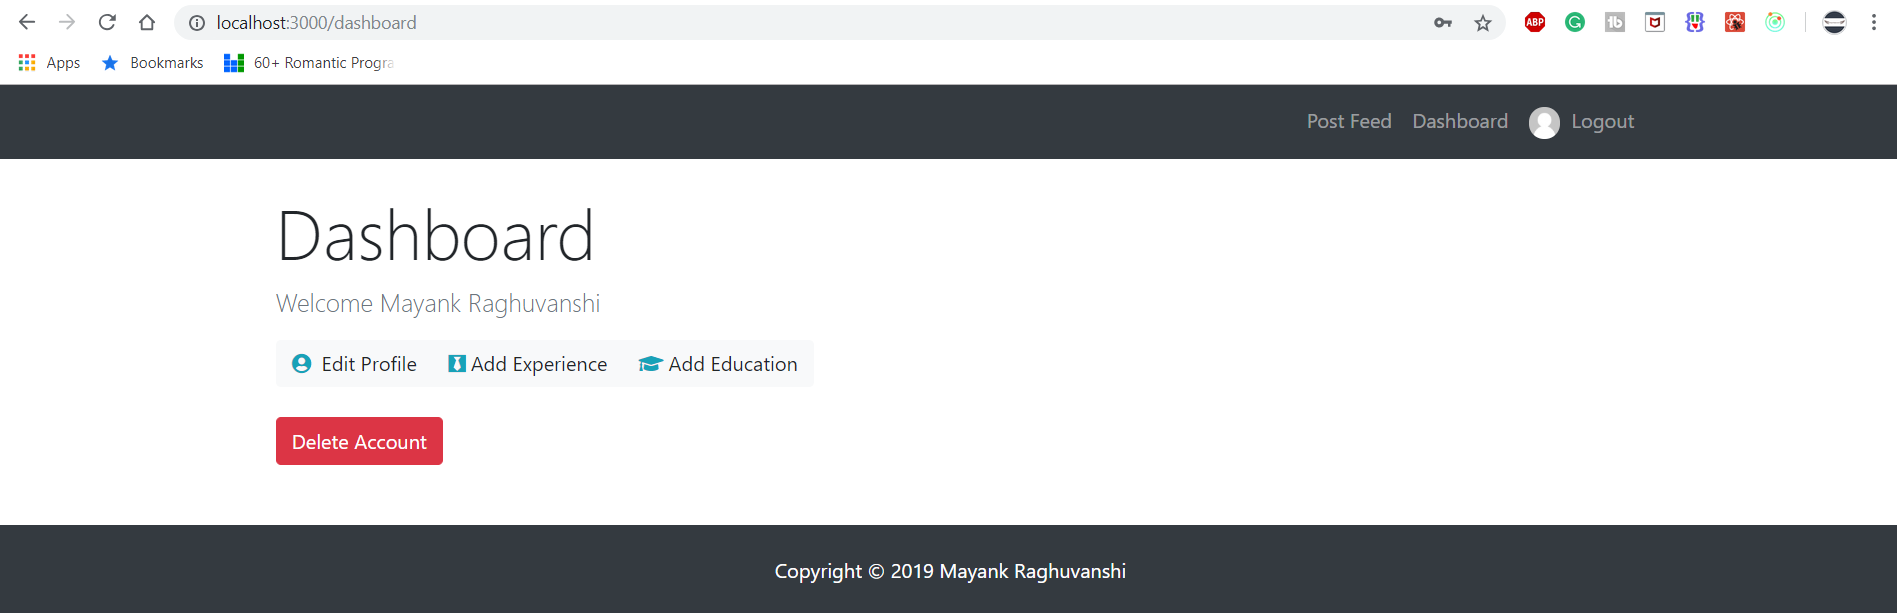 localhost:3000/dashboard
ABP
Apps Bookmarks 60+ Romantic Progra
Post Feed Dashboard Logout
Dashboard
Welcome Mayank Raghuvanshi
Edit Profile Add Experience Add Education
Delete Account
Copyright © 2019 Mayank Raghuvanshi